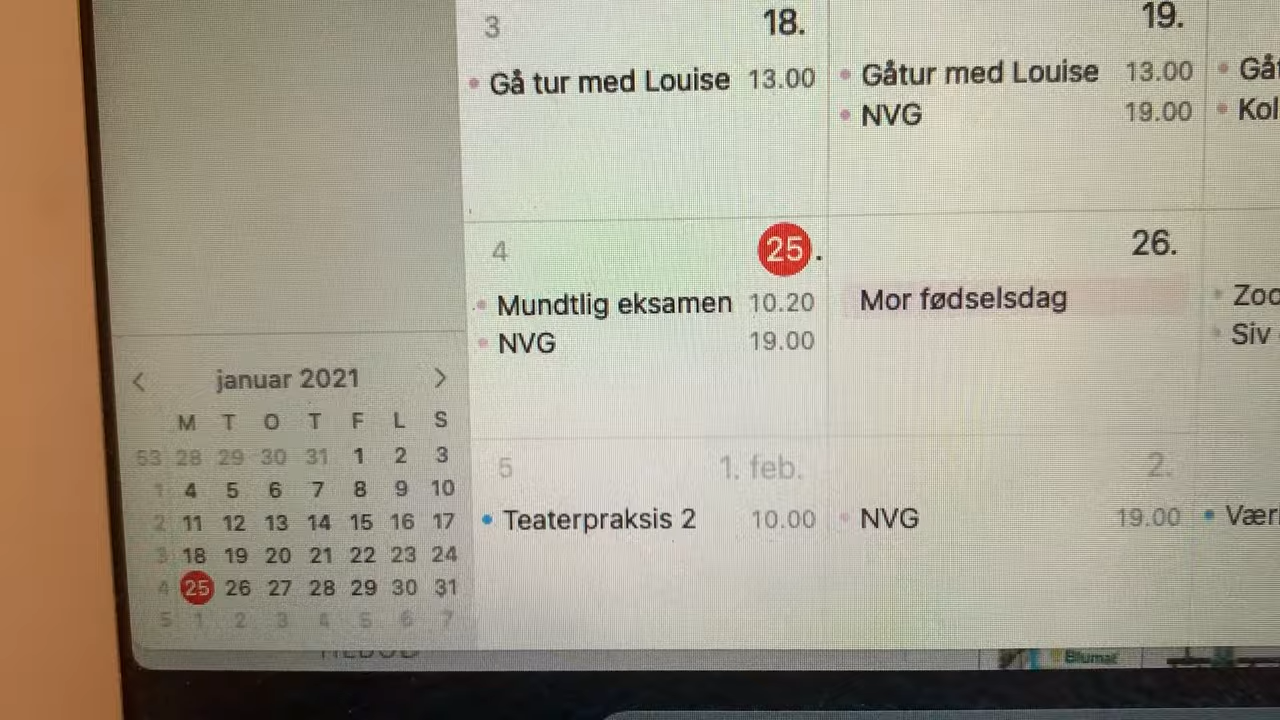 3 18. 19.
Gå tur med Louise 13.00 Gåtur med Louise 13.00
NVG 19.00
4 25. 26.
Mundtlig eksamen 10.20 Mor fødselsdag
NVG 19.00 Siv
januar 2021
M T O T F L S
53 28 29 30 31 1 2 3
1 4 5 6 7 8 9 10
2 11 12 13 14 15 16 17
3 18 19 20 21 22 23 24
4 25 26 27 28 29 30 31
5 1 2 3 4 5 6 7
5 1. feb. 2.
Teaterpraksis 2 10.00 NVG 19.00